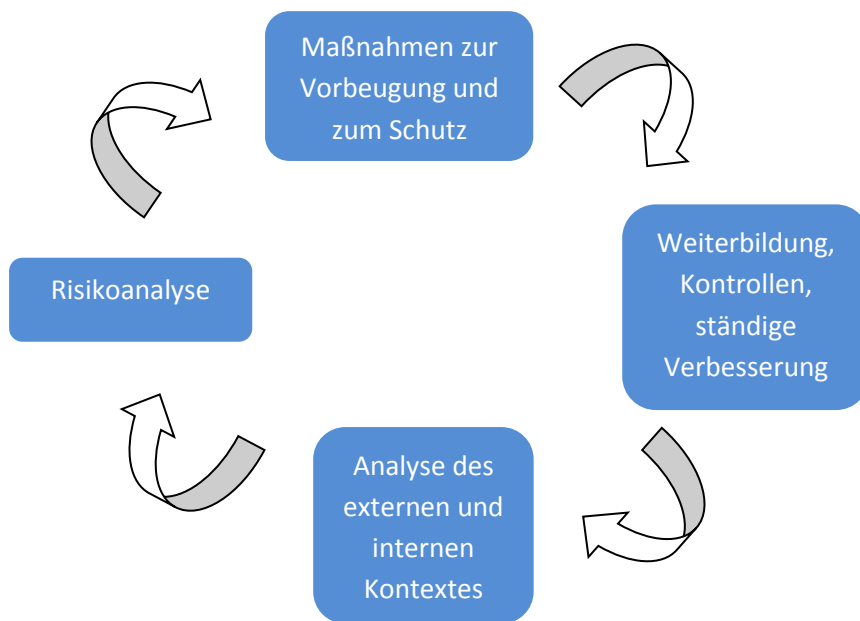 Maßnahmen zur
Vorbeugung und
zum Schutz
Weiterbildung,
Kontrollen,
ständige
Verbesserung
Risikoanalyse
Analyse des
externen und
internen
Kontextes